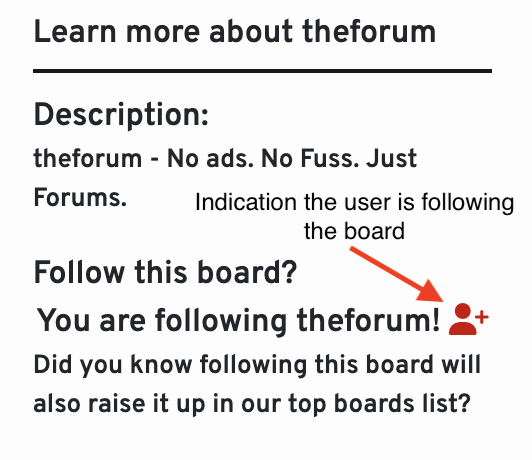 Learn more about theforum
Description:
theforum - No ads. No Fuss. Just
Forums.
Indication the user is following
the board
Follow this board?
You are following theforum!
Did you know following this board will
also raise it up in our top boards list?